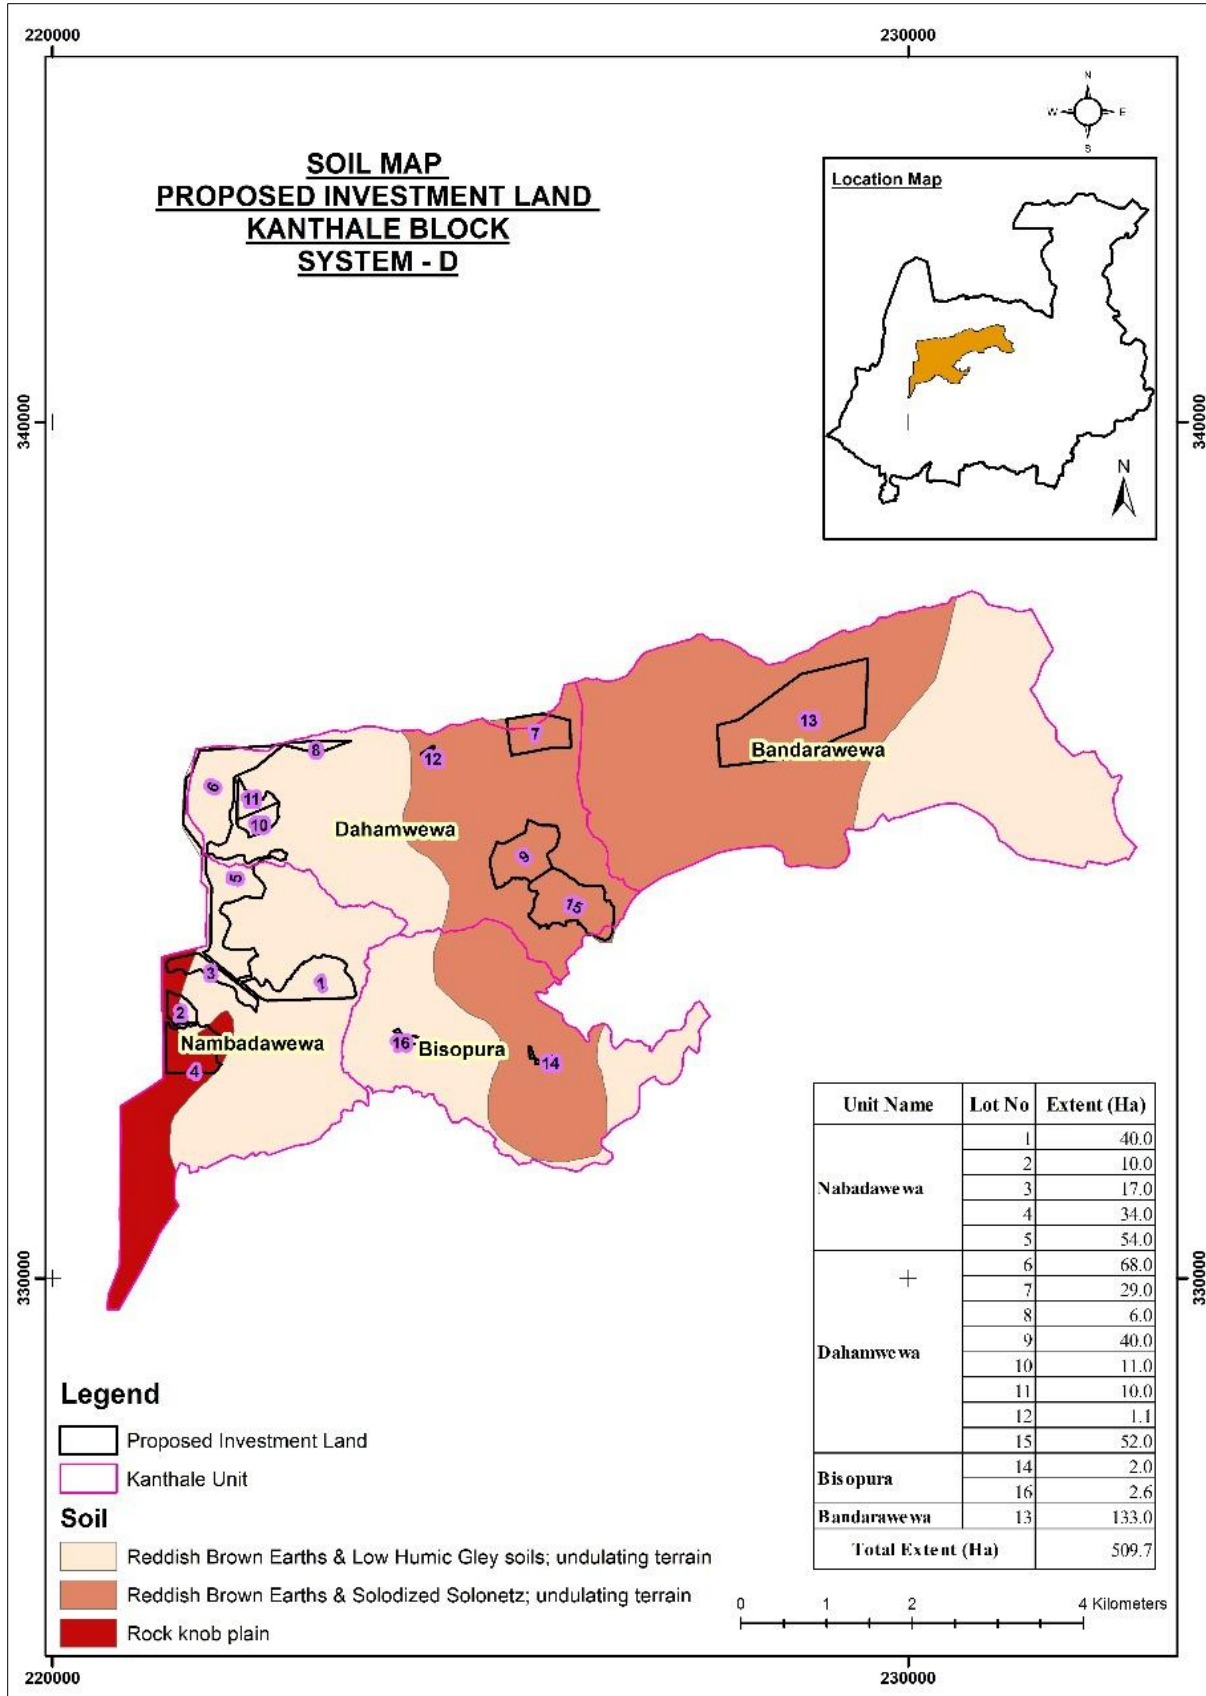 220000
230000
N
W
E
S
SOIL MAP
PROPOSED INVESTMENT LAND
KANTHALE BLOCK
SYSTEM - D
Location Map
N
340000
340000
13
Bandarawewa
7
12
8
6
11
10
Dahamwewa
9
15
5
3
1
2
Nambadawewa
4
16
Bisopura
14
Unit Name Lot No Extent (Ha)
Nabadawewa
1 40.0
2 10.0
3 17.0
4 34.0
5 54.0
Dahamwewa
6 68.0
7 29.0
8 6.0
9 40.0
10 11.0
11 10.0
12 1.1
15 52.0
Bisopura
14 2.0
16 2.6
Bandarawewa 13 133.0
Total Extent (Ha) 509.7
330000
330000
Legend
Proposed Investment Land
Kanthale Unit
Soil
Reddish Brown Earths & Low Humic Gley soils; undulating terrain
Reddish Brown Earths & Solodized Solonetz; undulating terrain
Rock knob plain
0 1 2 4 Kilometers
220000
230000